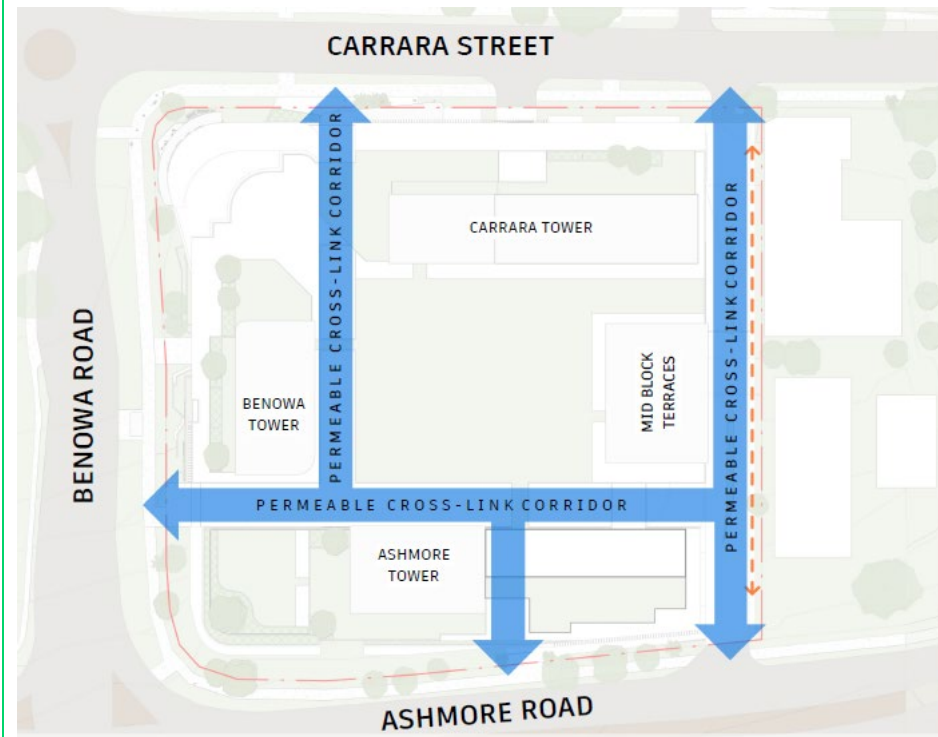 CARRARA STREET
PERMEABLE CROSS-LINK CORRIDOR
CARRARA TOWER
PERMEABLE CROSS-LINK CORRIDOR
BENOWA ROAD
BENOWA
TOWER
MID BLOCK
TERRACES
PERMEABLE CROSS-LINK CORRIDOR
ASHMORE
TOWER
ASHMORE ROAD